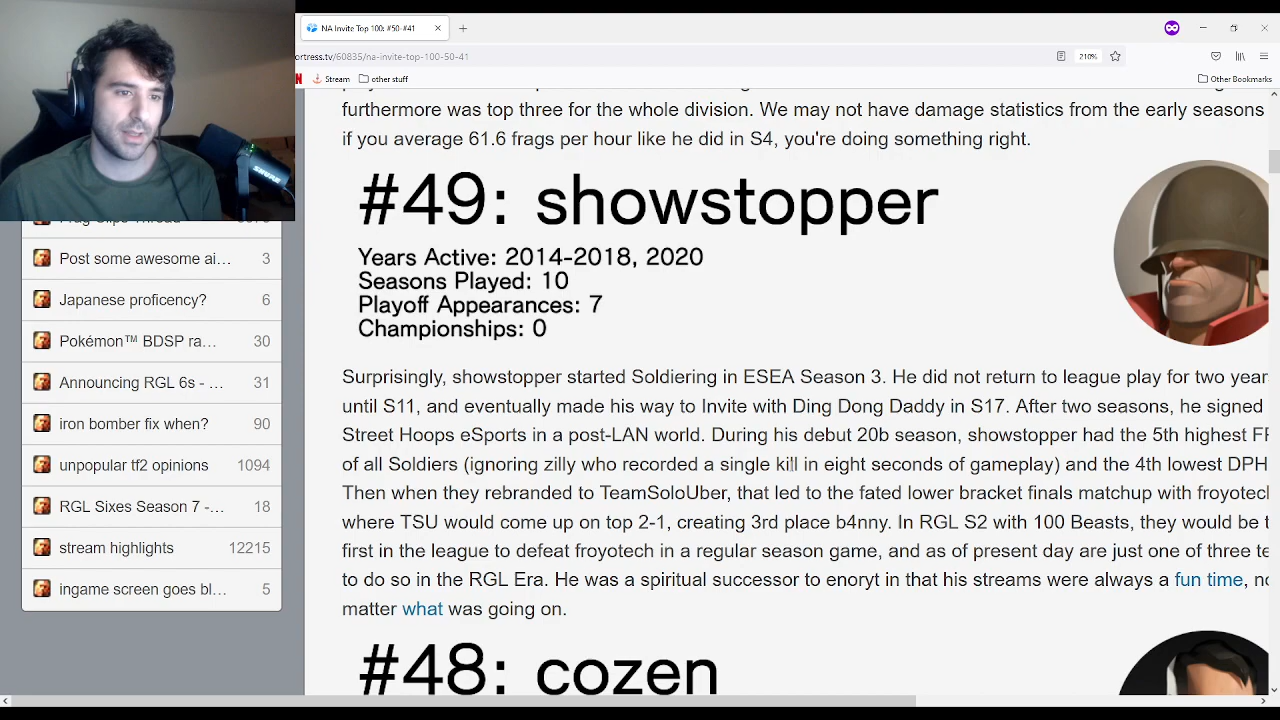 NA Invite Top 100: #50-#41
ortress.tv/60835/na-invite-top-100-50-41
210%
Stream
other stuff
Other Bookmarks
furthermore was top three for the whole division. We may not have damage statistics from the early seasons
if you average 61.6 frags per hour like he did in S4, you're doing something right.
#49: showstopper
Years Active: 2014-2018, 2020
Seasons Played: 10
Playoff Appearances: 7
Championships: 0
Surprisingly, showstopper started Soldiering in ESEA Season 3. He did not return to league play for two year
until S11, and eventually made his way to Invite with Ding Dong Daddy in S17. After two seasons, he signed
Street Hoops eSports in a post-LAN world. During his debut 20b season, showstopper had the 5th highest FF
of all Soldiers (ignoring zilly who recorded a single kill in eight seconds of gameplay) and the 4th lowest DPH
Then when they rebranded to TeamSoloUber, that led to the fated lower bracket finals matchup with froyotech
where TSU would come up on top 2-1, creating 3rd place b4nny. In RGL S2 with 100 Beasts, they would be t
first in the league to defeat froyotech in a regular season game, and as of present day are just one of three te
to do so in the RGL Era. He was a spiritual successor to enoryt in that his streams were always a fun time, no
matter what was going on.
#48: cozen
Post some awesome ai... 3
Japanese proficency? 6
Pokémon™ BDSP ra... 30
Announcing RGL 6s - ... 31
iron bomber fix when? 90
unpopular tf2 opinions 1094
RGL Sixes Season 7 -... 18
stream highlights 12215
ingame screen goes bl... 5
SHURE